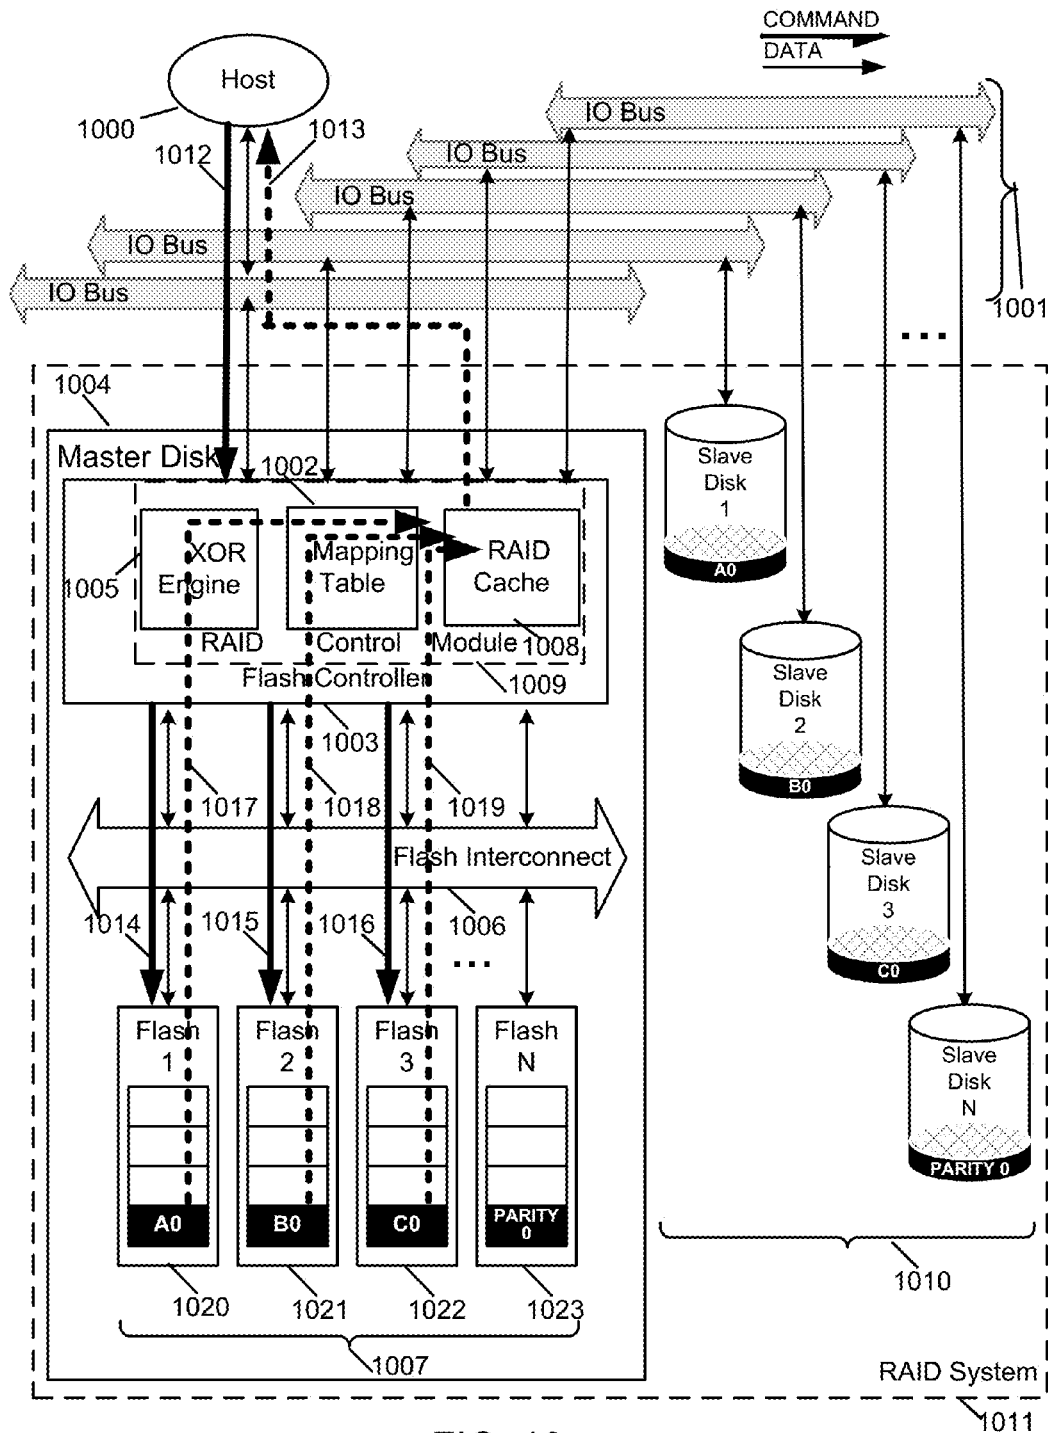 COMMAND
DATA
Host
1000
1012
1013
IO Bus
IO Bus
IO Bus
IO Bus
IO Bus
1001
...
1004
Master Disk
1002
XOR
Engine
Mapping
Table
RAID
Cache
1005
1008
RAID Control Module
1009
Flash Controller
1003
1017
1018
1019
Flash Interconnect
1006
1014
1015
1016
...
Flash
1
Flash
2
Flash
3
Flash
N
A0
B0
C0
PARITY
0
1020
1021
1022
1023
1007
Slave
Disk
1
A0
Slave
Disk
2
B0
Slave
Disk
3
C0
Slave
Disk
N
PARITY 0
1010
RAID System
1011